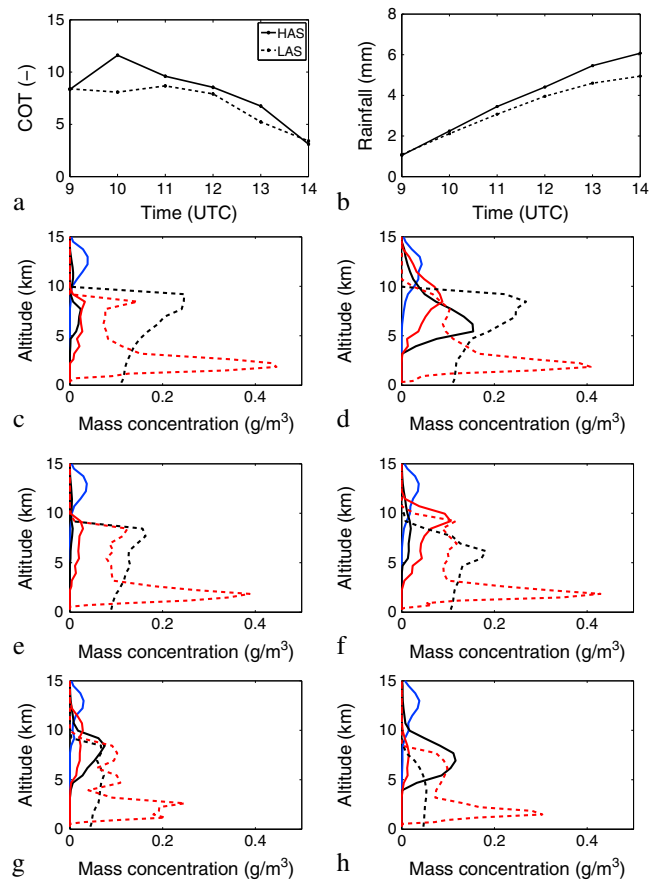 15
10
5
0
COT (−)
HAS
LAS
9 10 11 12 13 14
Time (UTC)
a
8
6
4
2
0
Rainfall (mm)
9 10 11 12 13 14
Time (UTC)
b
15
10
5
0
Altitude (km)
0 0.2 0.4
Mass concentration (g/m³)
c
15
10
5
0
Altitude (km)
0 0.2 0.4
Mass concentration (g/m³)
d
15
10
5
0
Altitude (km)
0 0.2 0.4
Mass concentration (g/m³)
e
15
10
5
0
Altitude (km)
0 0.2 0.4
Mass concentration (g/m³)
f
15
10
5
0
Altitude (km)
0 0.2 0.4
Mass concentration (g/m³)
g
15
10
5
0
Altitude (km)
0 0.2 0.4
Mass concentration (g/m³)
h